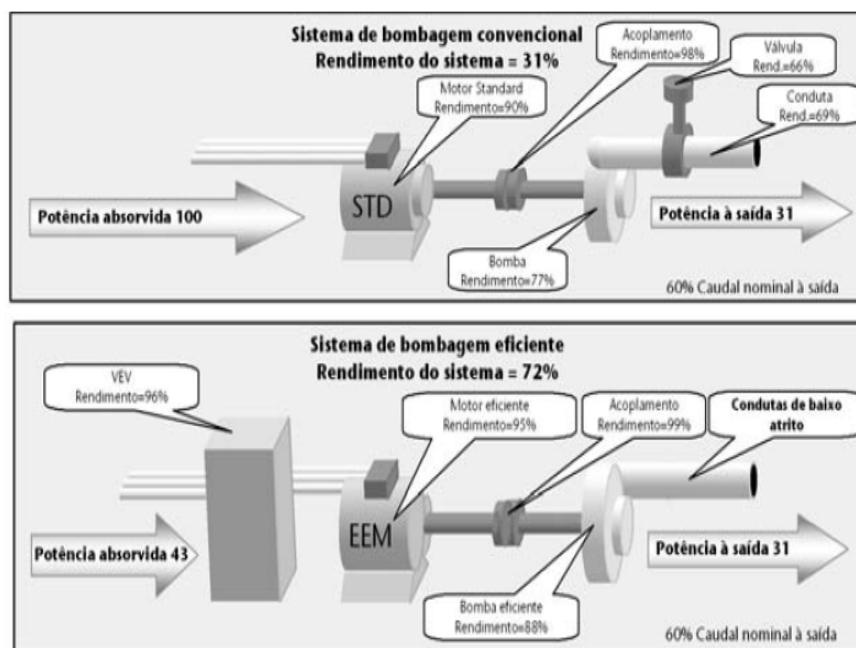 Sistema de bombagem convencional
Rendimento do sistema = 31%
Acoplamento
Rendimento=98%
Válvula
Rend.=66%
Motor Standard
Rendimento=90%
Conduta
Rend.=69%
Potência absorvida 100
STD
Potência à saída 31
Bomba
Rendimento=77%
60% Caudal nominal à saída
Sistema de bombagem eficiente
Rendimento do sistema = 72%
VEV
Rendimento=96%
Motor eficiente
Rendimento=95%
Acoplamento
Rendimento=99%
Condutas de baixo
atrito
Potência absorvida 43
EEM
Potência à saída 31
Bomba eficiente
Rendimento=88%
60% Caudal nominal à saída